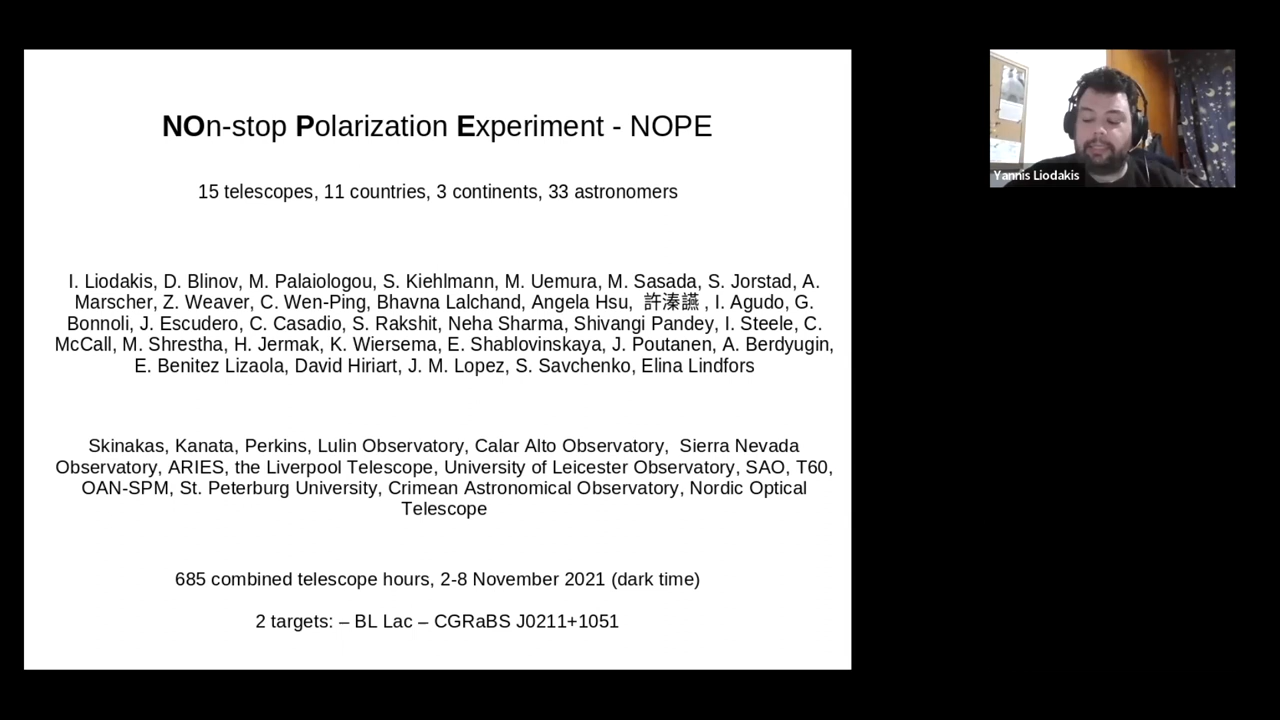 NOn-stop Polarization Experiment - NOPE
15 telescopes, 11 countries, 3 continents, 33 astronomers
I. Liodakis, D. Blinov, M. Palaiologou, S. Kiehlmann, M. Uemura, M. Sasada, S. Jorstad, A.
Marscher, Z. Weaver, C. Wen-Ping, Bhavna Lalchand, Angela Hsu, 許溱讌 , I. Agudo, G.
Bonnoli, J. Escudero, C. Casadio, S. Rakshit, Neha Sharma, Shivangi Pandey, I. Steele, C.
McCall, M. Shrestha, H. Jermak, K. Wiersema, E. Shablovinskaya, J. Poutanen, A. Berdyugin,
E. Benitez Lizaola, David Hiriart, J. M. Lopez, S. Savchenko, Elina Lindfors
Skinakas, Kanata, Perkins, Lulin Observatory, Calar Alto Observatory, Sierra Nevada
Observatory, ARIES, the Liverpool Telescope, University of Leicester Observatory, SAO, T60,
OAN-SPM, St. Peterburg University, Crimean Astronomical Observatory, Nordic Optical
Telescope
685 combined telescope hours, 2-8 November 2021 (dark time)
2 targets: – BL Lac – CGRaBS J0211+1051
Yannis Liodakis